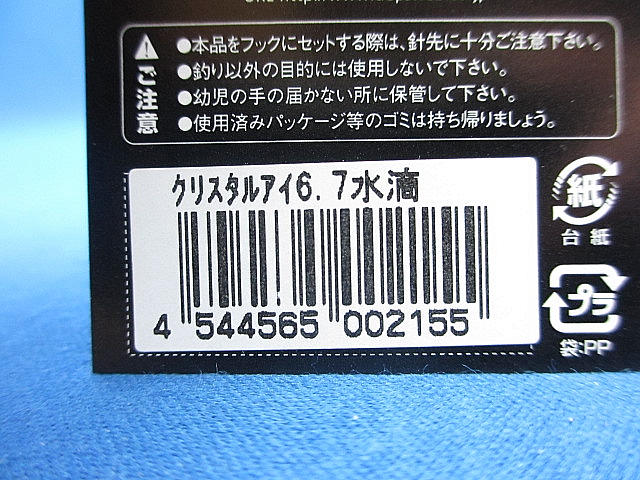 ⚠ご注意
●本品をフックにセットする際は、針先に十分ご注意下さい。
●釣り以外の目的には使用しないで下さい。
●幼児の手の届かない所に保管して下さい。
●使用済みパッケージ等のゴミは持ち帰りましょう。
クリスタルアイ6.7水滴
4 544565 002155
紙
台紙
プラ
袋:PP